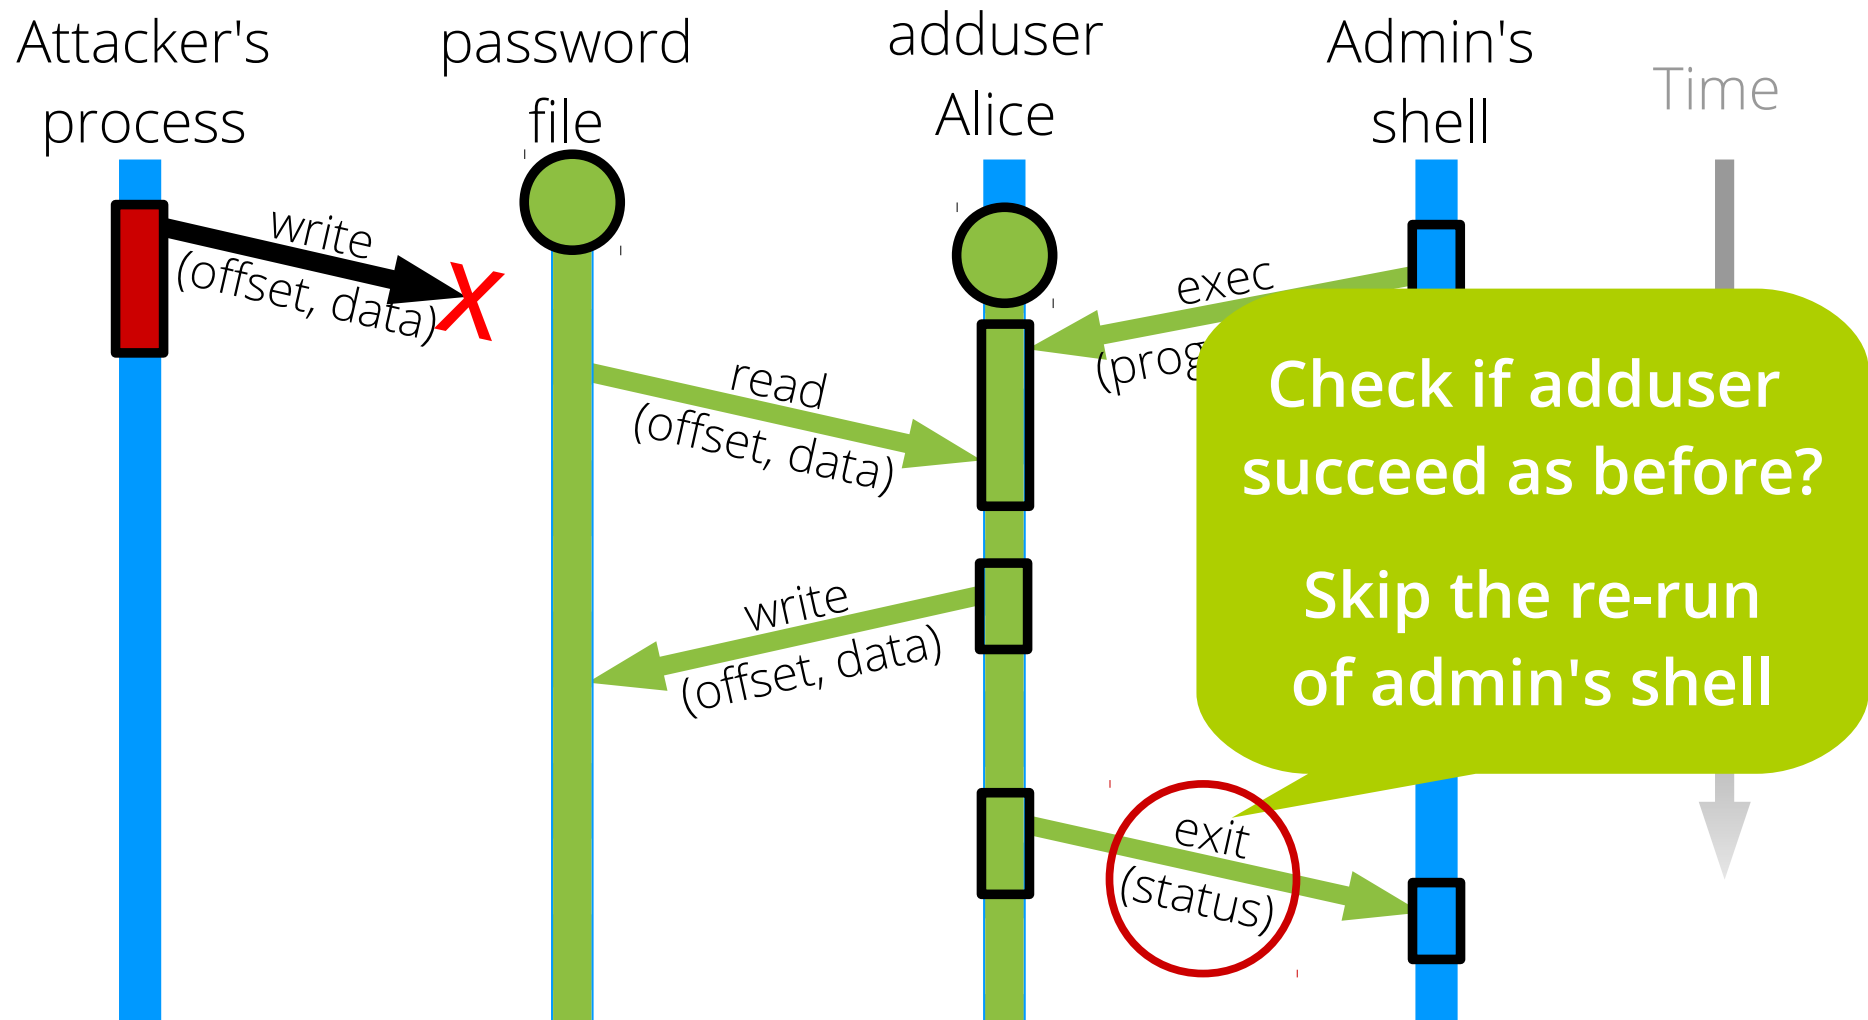 Attacker's
process
password
file
adduser
Alice
Admin's
shell
Time
write
(offset, data)
X
exec
read
(offset, data)
Check if adduser
succeed as before?
Skip the re-run
of admin's shell
write
(offset, data)
exit
(status)